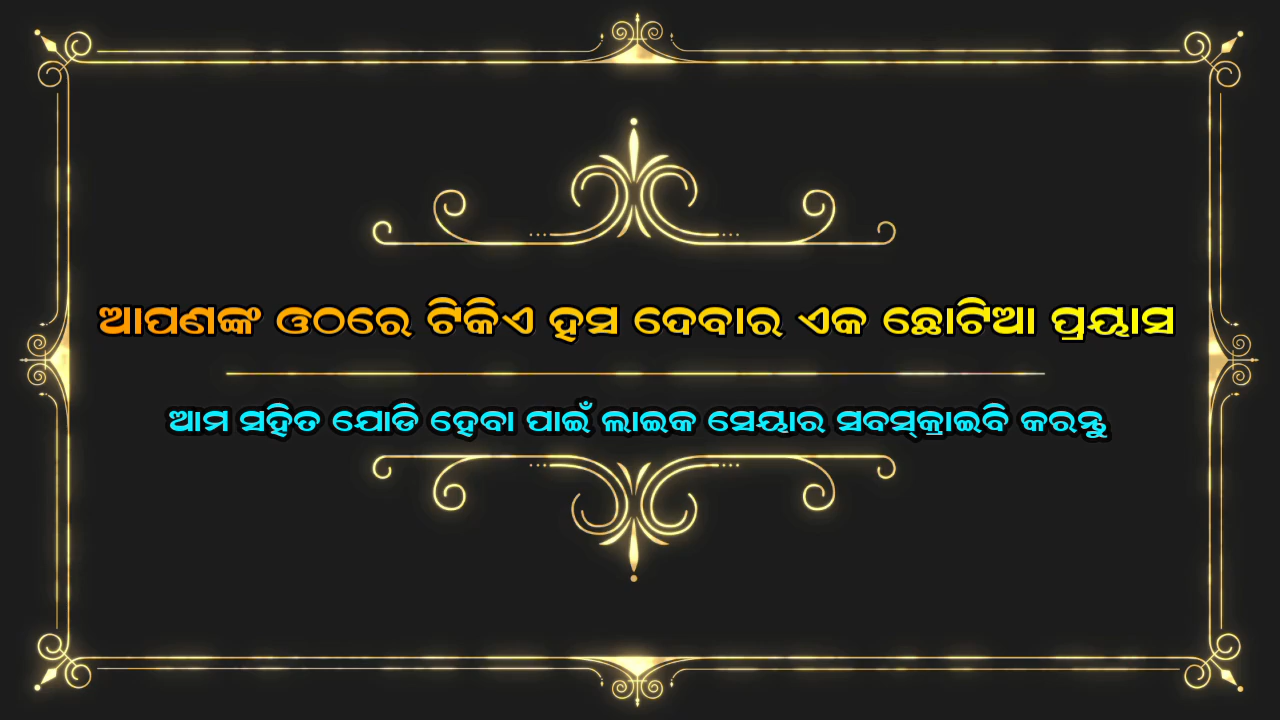 ଆପଣଙ୍କ ଓଠରେ ଟିକିଏ ହସ ଦେବାର ଏକ ଛୋଟିଆ ପ୍ରୟାସ
ଆମ ସହିତ ଯୋଡି ହେବା ପାଇଁ ଲାଇକ ସେୟାର ସବସ୍‌କ୍ରାଇବି କରନ୍ତୁ